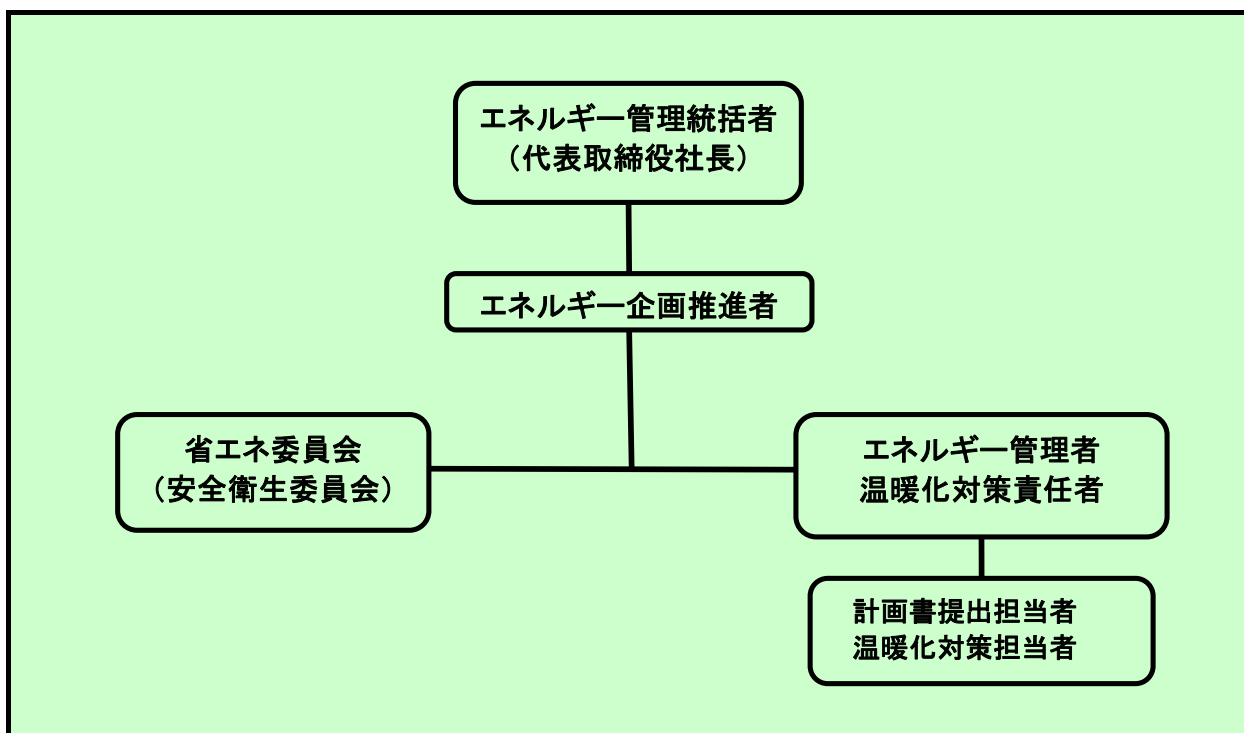 エネルギー管理統括者
（代表取締役社長）
エネルギー企画推進者
省エネ委員会
（安全衛生委員会）
エネルギー管理者
温暖化対策責任者
計画書提出担当者
温暖化対策担当者